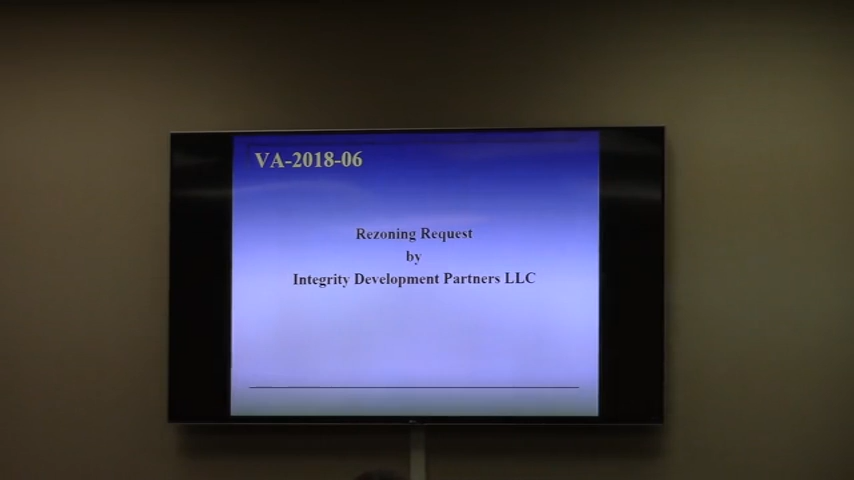 VA-2018-06
Rezoning Request
by
Integrity Development Partners LLC